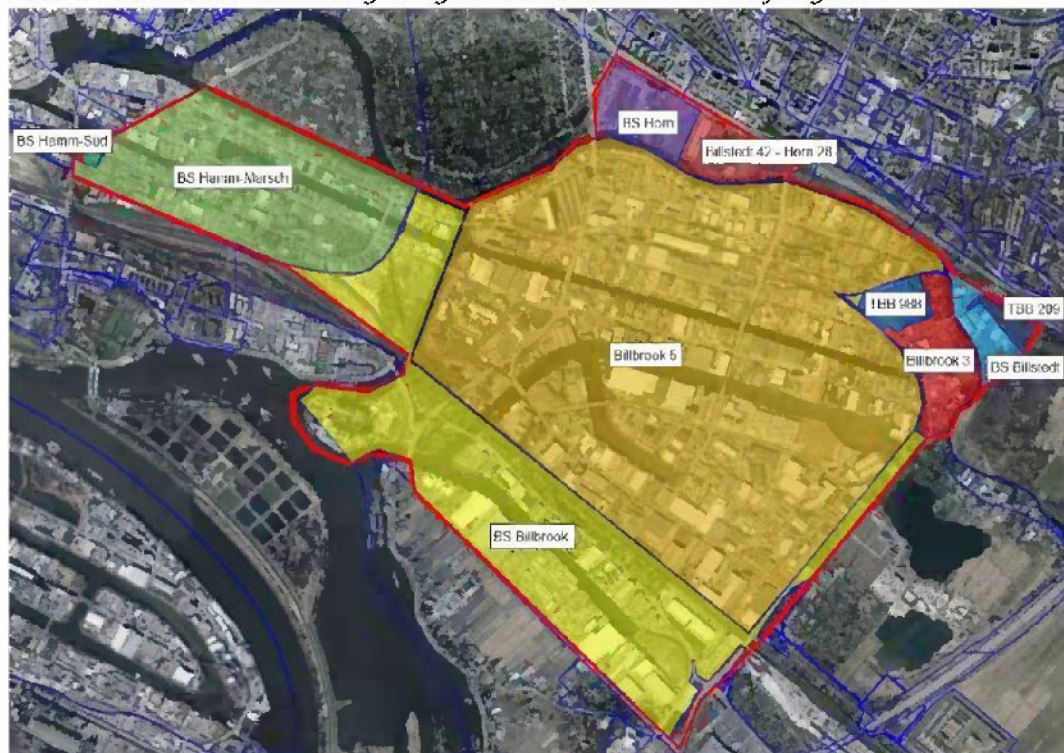 BS Horn
BS Hamm-Süd
Billstedt 42 - Horn 28
BS Hamm-Marsch
TBB 988
TBB 209
Billbrook 5
Billbrook 3
BS Billstedt
BS Billbrook